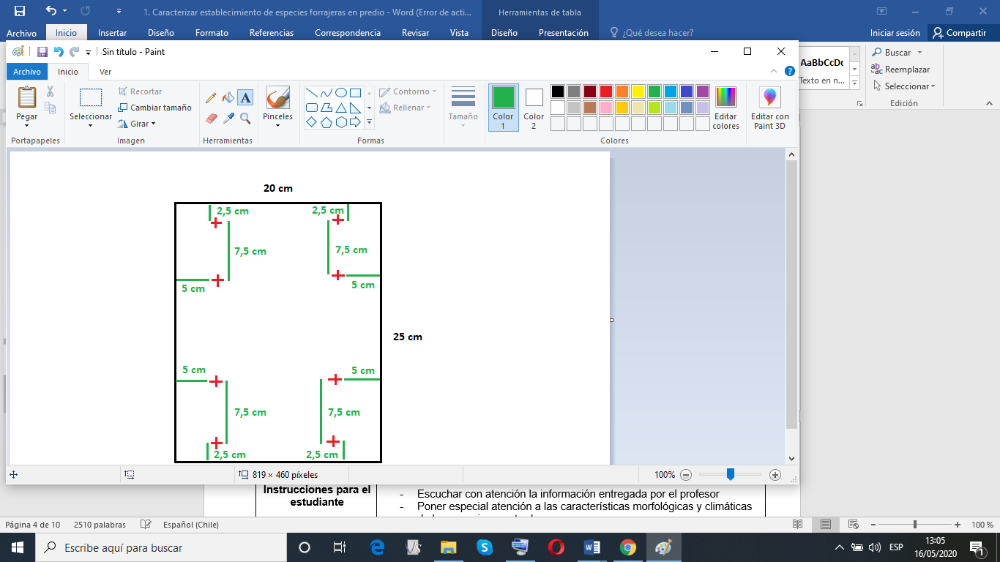 1. Caracterizar establecimiento de especies forrajeras en predio - Word (Error de acti...
Herramientas de tabla
Archivo Inicio Insertar Diseño Formato Referencias Correspondencia Revisar Vista Diseño Presentación ¿Qué desea hacer? Iniciar sesión Compartir
Sin título - Paint
Archivo Inicio Ver
Pegar
Portapapeles
Seleccionar
Recortar
Cambiar tamaño
Girar
Imagen
A
Herramientas
Pinceles
Contorno
Rellenar
Formas
Tamaño
Color
1
Color
2
Editar
colores
Colores
Editar con
Paint 3D
AaBbCcDc
Texto en n...
Buscar
Reemplazar
Seleccionar
Edición
20 cm
2,5 cm 2,5 cm
7,5 cm 7,5 cm
5 cm 5 cm
25 cm
5 cm 5 cm
7,5 cm 7,5 cm
2,5 cm 2,5 cm
819 × 460 píxeles
100%
Instrucciones para el
estudiante
- Escuchar con atención la información entregada por el profesor
- Poner especial atención a las características morfológicas y climáticas
Página 4 de 10 2510 palabras Español (Chile) 100 %
Escribe aquí para buscar
ESP
13:05
16/05/2020
1